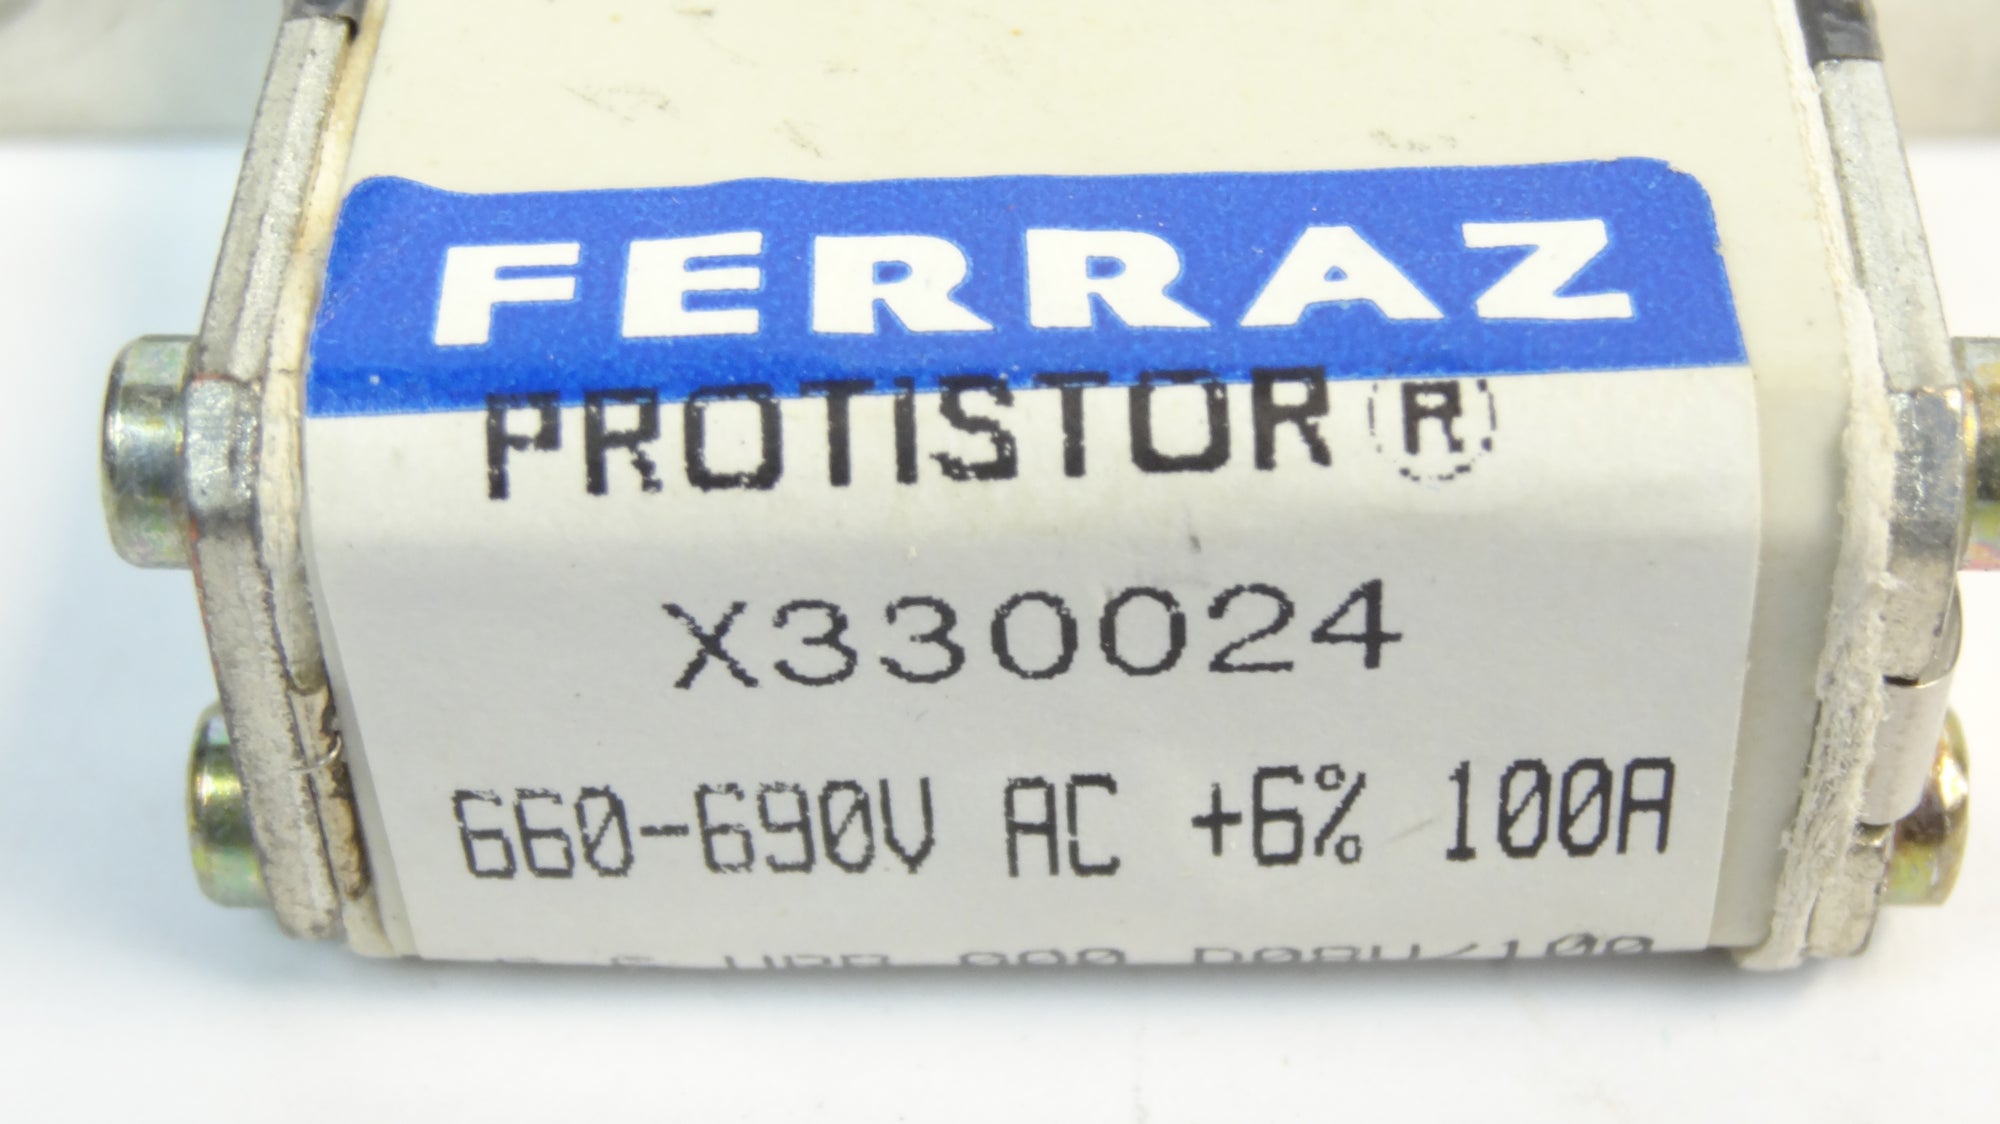 FERRAZ
PROTISTOR ®
X330024
660-690V AC +6% 100A